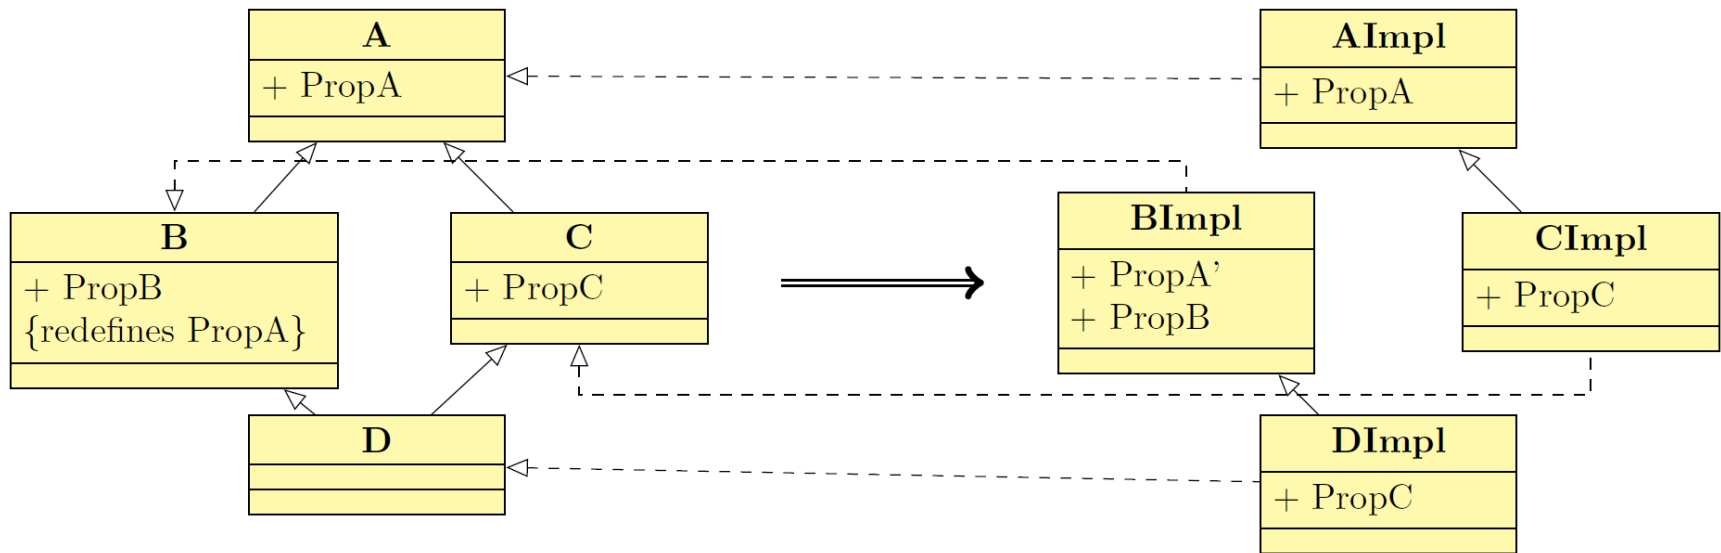 A
+ PropA
B
+ PropB
{redefines PropA}
C
+ PropC
D
AImpl
+ PropA
BImpl
+ PropA'
+ PropB
CImpl
+ PropC
DImpl
+ PropC